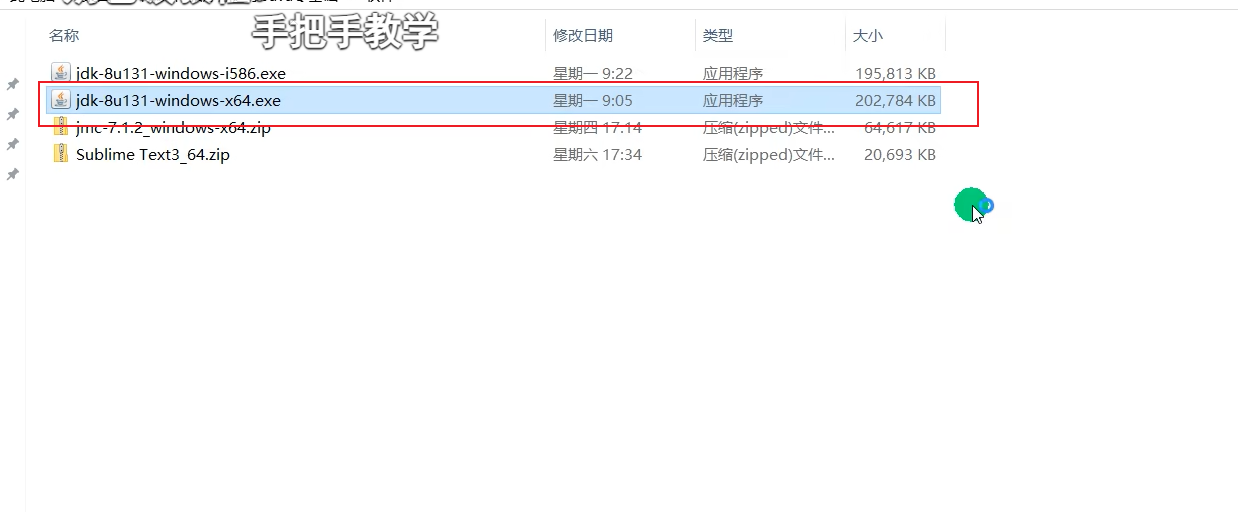 手把手教学
名称 修改日期 类型 大小
jdk-8u131-windows-i586.exe 星期一 9:22 应用程序 195,813 KB
jdk-8u131-windows-x64.exe 星期一 9:05 应用程序 202,784 KB
jmc-7.1.2_windows-x64.zip 星期四 17:14 压缩(zipped)文件... 64,617 KB
Sublime Text3_64.zip 星期六 17:34 压缩(zipped)文件... 20,693 KB